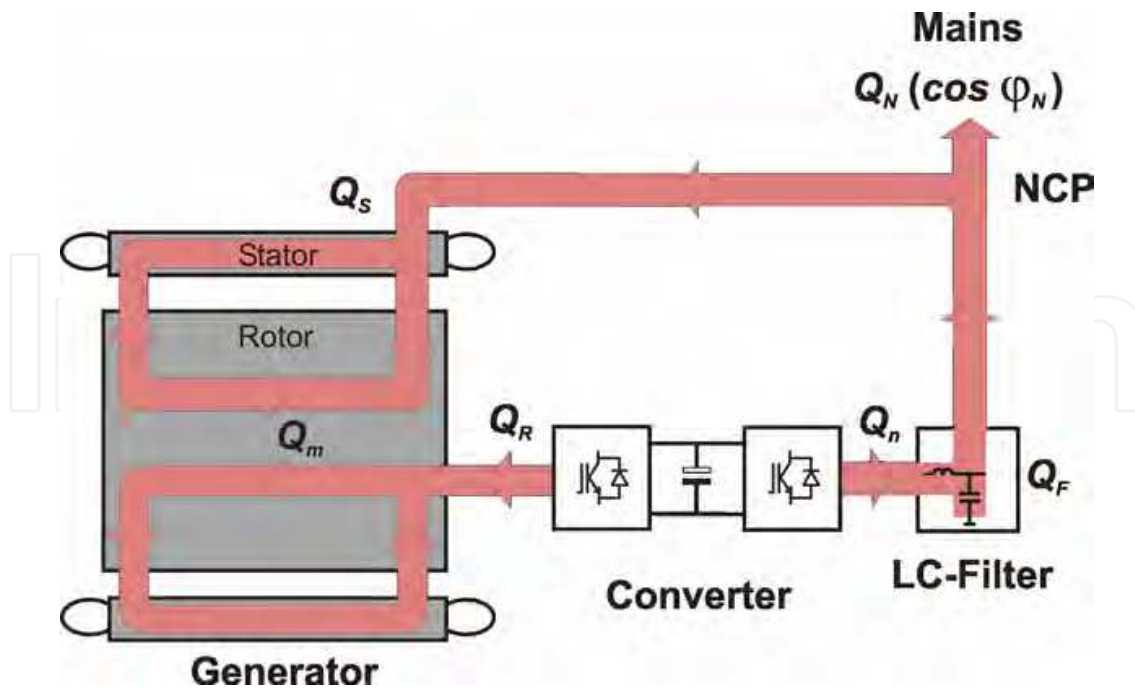 Mains
Q_N (cos φ_N)
NCP
Q_S
Stator
Rotor
Q_m
Q_R
Q_n
Q_F
Converter
LC-Filter
Generator